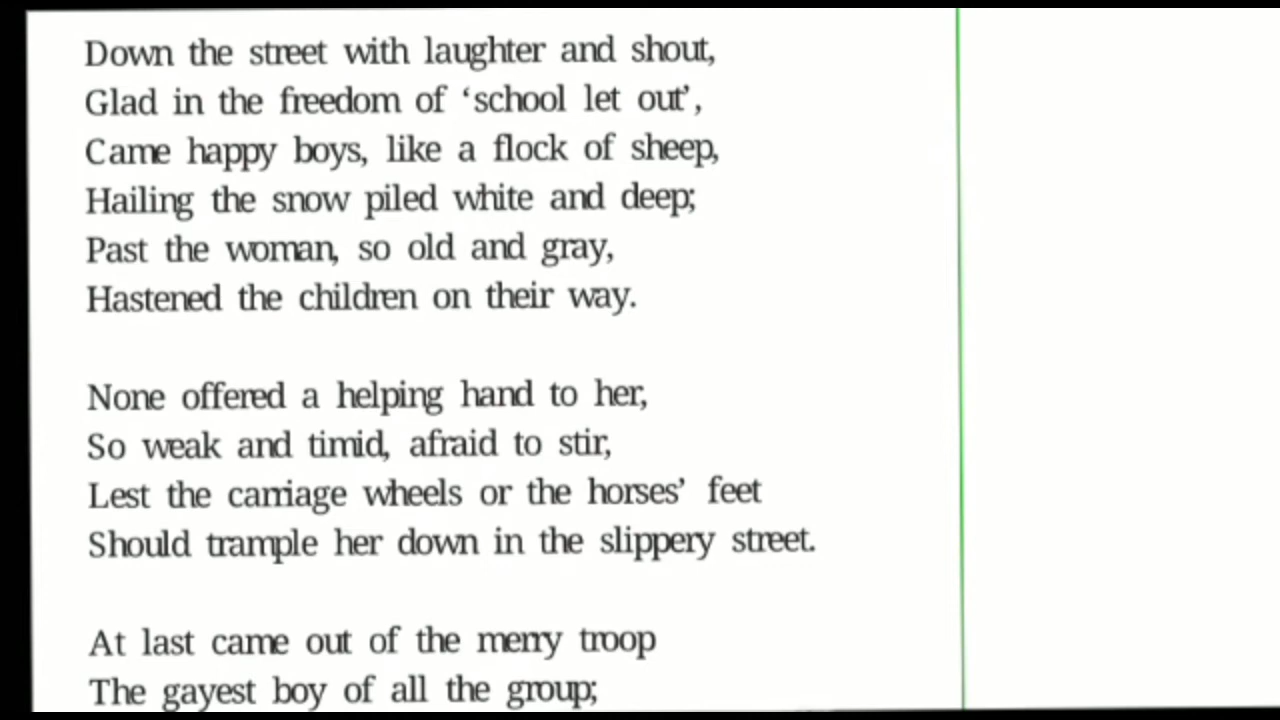 Down the street with laughter and shout,
Glad in the freedom of ‘school let out’,
Came happy boys, like a flock of sheep,
Hailing the snow piled white and deep;
Past the woman, so old and gray,
Hastened the children on their way.

None offered a helping hand to her,
So weak and timid, afraid to stir,
Lest the carriage wheels or the horses’ feet
Should trample her down in the slippery street.

At last came out of the merry troop
The gayest boy of all the group;